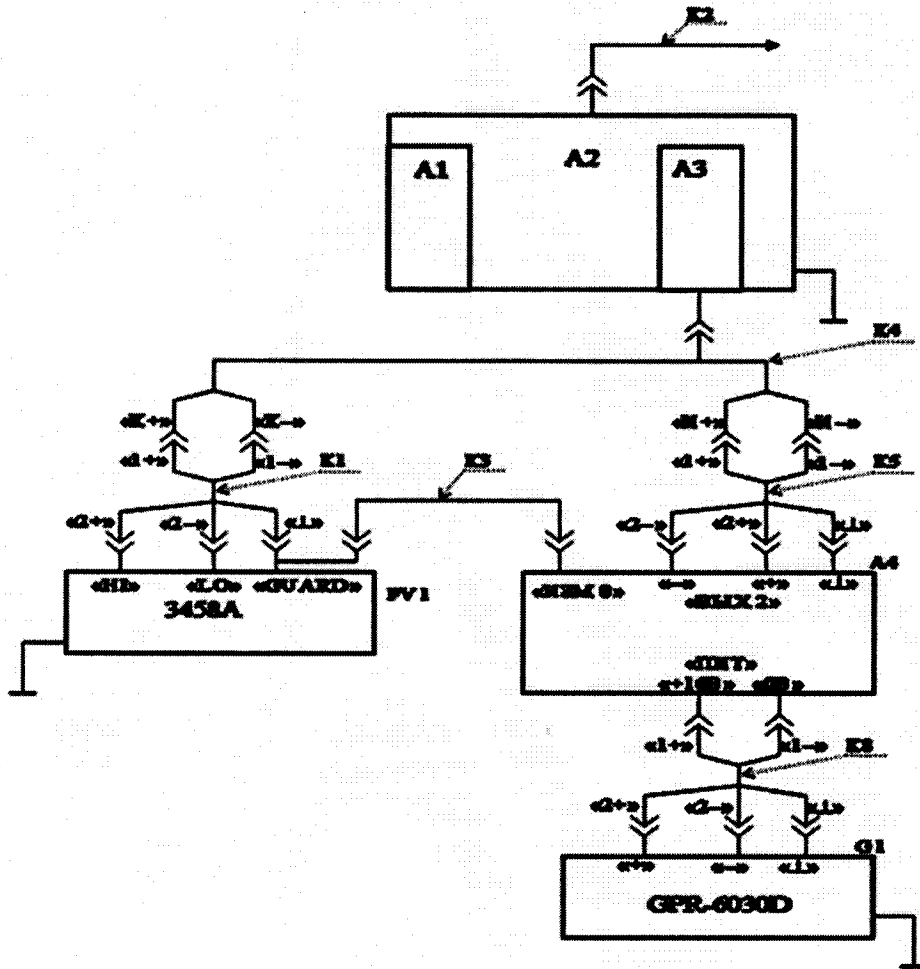 K2
A1
A2
A3
K4
«K+» «K–» «И+» «И–»
«1+» «1–» «1+» «1–»
K1 K3 K5
«2+» «2–» «⊥» «2–» «2+» «⊥»
A4
«HI» «LO» «GUARD»
PV1
«–» «+» «⊥»
3458A
«ПИТ»
«1+» «1–»
K8
«2+» «2–» «⊥»
G1
«+» «–» «⊥»
GPR-6030D